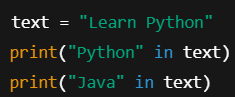 text = "Learn Python"
print("Python" in text)
print("Java" in text)